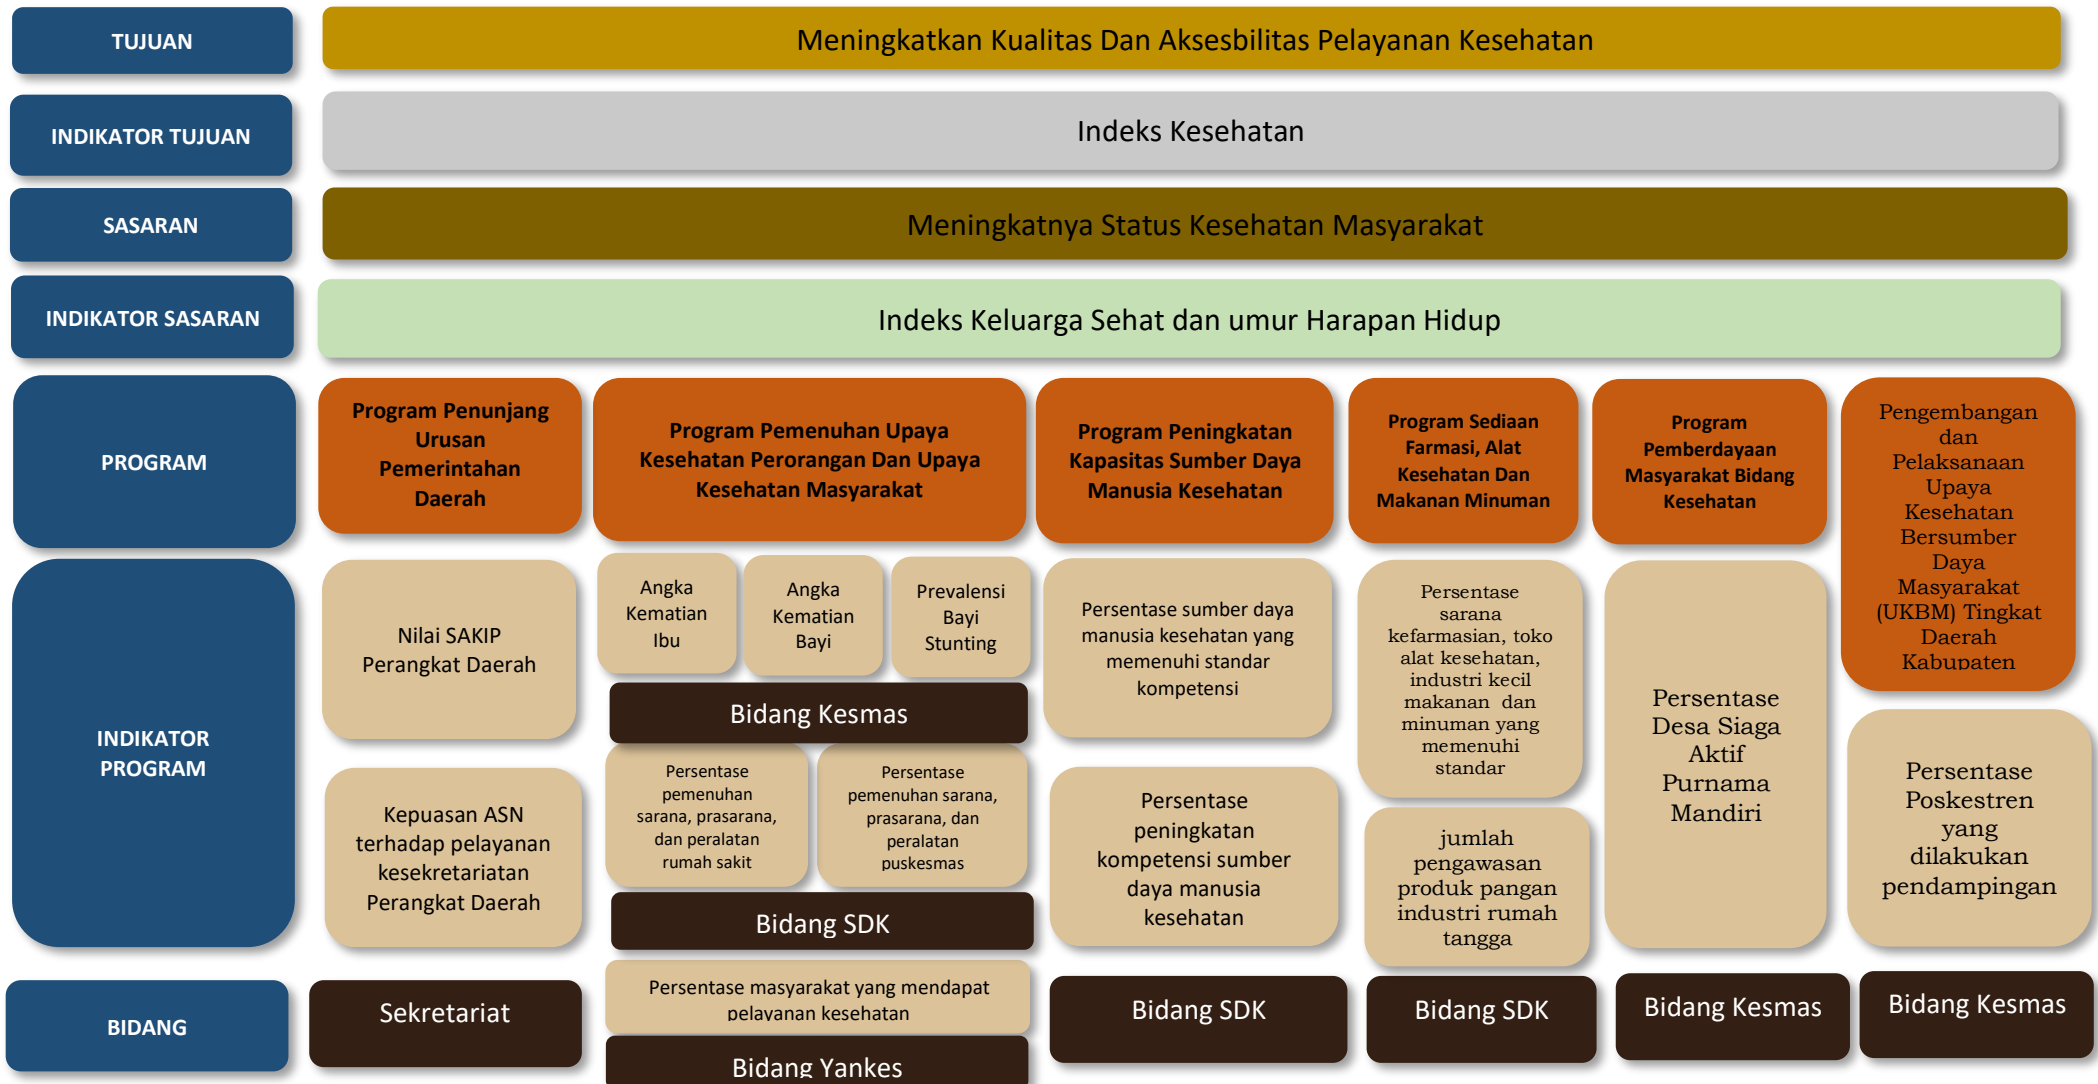 TUJUAN
Meningkatkan Kualitas Dan Aksesbilitas Pelayanan Kesehatan
INDIKATOR TUJUAN
Indeks Kesehatan
SASARAN
Meningkatnya Status Kesehatan Masyarakat
INDIKATOR SASARAN
Indeks Keluarga Sehat dan umur Harapan Hidup
PROGRAM
Program Penunjang
Urusan
Pemerintahan
Daerah
Program Pemenuhan Upaya
Kesehatan Perorangan Dan Upaya
Kesehatan Masyarakat
Program Peningkatan
Kapasitas Sumber Daya
Manusia Kesehatan
Program Sediaan
Farmasi, Alat
Kesehatan Dan
Makanan Minuman
Program
Pemberdayaan
Masyarakat Bidang
Kesehatan
Pengembangan
dan
Pelaksanaan
Upaya
Kesehatan
Bersumber
Daya
Masyarakat
(UKBM) Tingkat
Daerah
Kabupaten
INDIKATOR
PROGRAM
Nilai SAKIP
Perangkat Daerah
Kepuasan ASN
terhadap pelayanan
kesekretariatan
Perangkat Daerah
Angka
Kematian
Ibu
Angka
Kematian
Bayi
Prevalensi
Bayi
Stunting
Bidang Kesmas
Persentase
pemenuhan
sarana, prasarana,
dan peralatan
rumah sakit
Persentase
pemenuhan sarana,
prasarana, dan
peralatan
puskesmas
Bidang SDK
Persentase masyarakat yang mendapat
pelayanan kesehatan
Bidang Yankes
Persentase sumber daya
manusia kesehatan yang
memenuhi standar
kompetensi
Persentase
peningkatan
kompetensi sumber
daya manusia
kesehatan
Persentase
sarana
kefarmasian, toko
alat kesehatan,
industri kecil
makanan dan
minuman yang
memenuhi
standar
jumlah
pengawasan
produk pangan
industri rumah
tangga
Persentase
Desa Siaga
Aktif
Purnama
Mandiri
Persentase
Poskestren
yang
dilakukan
pendampingan
BIDANG
Sekretariat
Bidang SDK
Bidang SDK
Bidang Kesmas
Bidang Kesmas